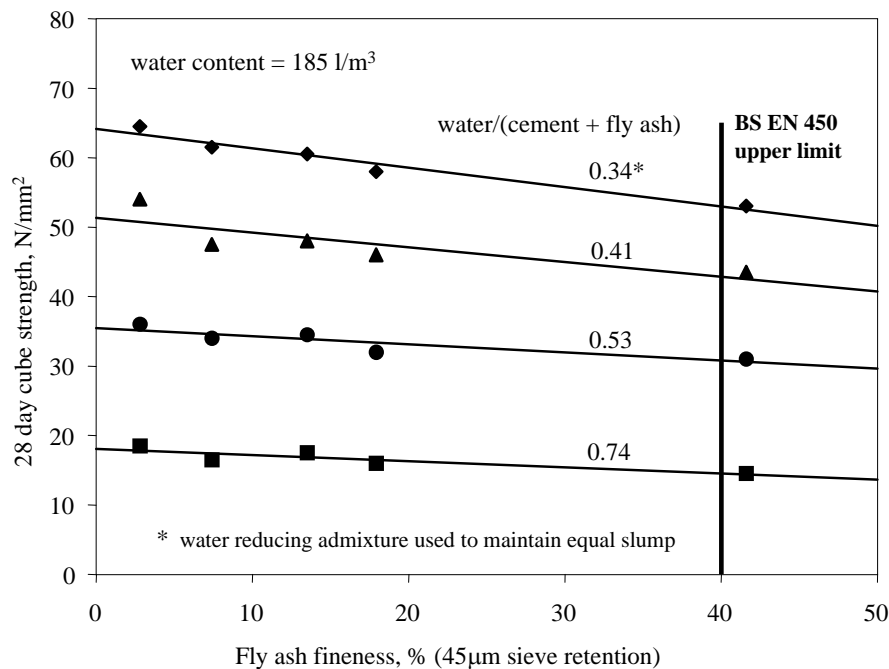 80
70
60
50
40
30
20
10
0
28 day cube strength, N/mm²
water content = 185 l/m³
water/(cement + fly ash)
BS EN 450
upper limit
0.34*
0.41
0.53
0.74
* water reducing admixture used to maintain equal slump
0 10 20 30 40 50
Fly ash fineness, % (45μm sieve retention)